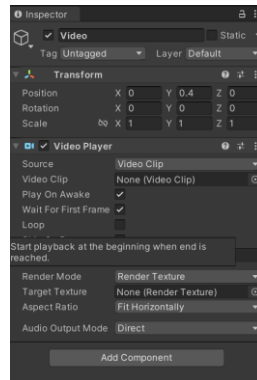 Inspector
Video Static
Tag Untagged Layer Default
Transform
Position X 0 Y 0.4 Z 0
Rotation X 0 Y 0 Z 0
Scale X 1 Y 1 Z 1
Video Player
Source Video Clip
Video Clip None (Video Clip)
Play On Awake
Wait For First Frame
Loop
Start playback at the beginning when end is
reached.
Render Mode Render Texture
Target Texture None (Render Texture)
Aspect Ratio Fit Horizontally
Audio Output Mode Direct
Add Component